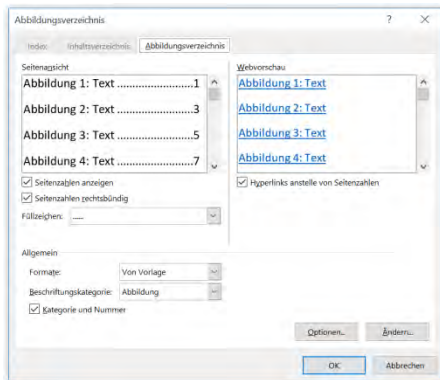 Abbildungsverzeichnis ? ×
Index Inhaltsverzeichnis Abbildungsverzeichnis
Seitenansicht
Abbildung 1: Text ..........................1
Abbildung 2: Text ..........................3
Abbildung 3: Text ..........................5
Abbildung 4: Text ..........................7
Webvorschau
Abbildung 1: Text
Abbildung 2: Text
Abbildung 3: Text
Abbildung 4: Text
Seitenzahlen anzeigen
Seitenzahlen rechtsbündig
Füllzeichen: ......
Hyperlinks anstelle von Seitenzahlen
Allgemein
Formate: Von Vorlage
Beschriftungskategorie: Abbildung
Kategorie und Nummer
Optionen... Ändern...
OK Abbrechen